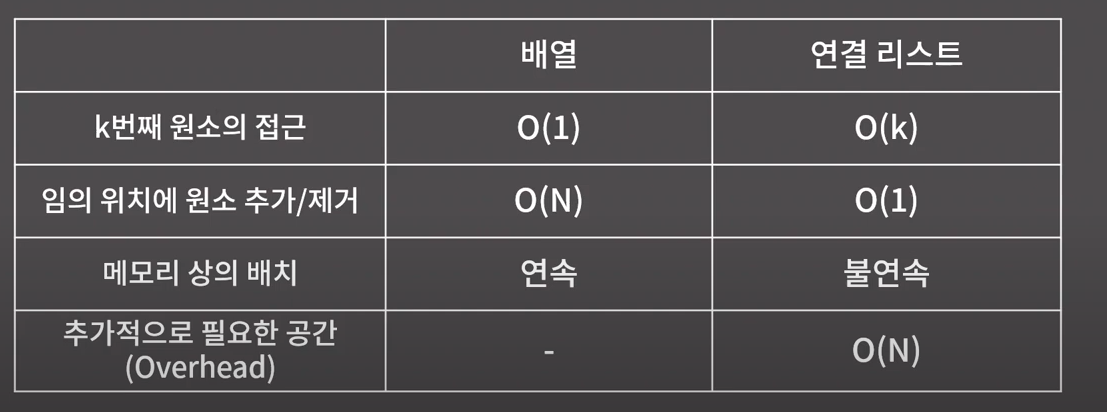 배열 연결 리스트
k번째 원소의 접근 O(1) O(k)
임의 위치에 원소 추가/제거 O(N) O(1)
메모리 상의 배치 연속 불연속
추가적으로 필요한 공간
(Overhead) - O(N)